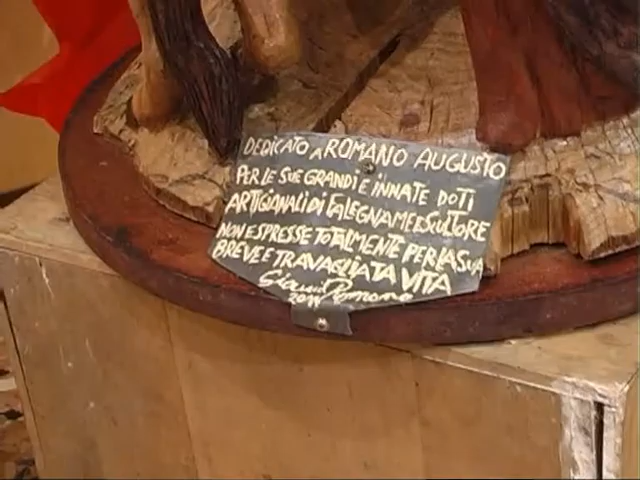 DEDICATO A ROMANO AUGUSTO
PER LE SUE GRANDI E INNATE DOTI
ARTIGIANALI DI FALEGNAME E SCULTORE
NON ESPRESSE TOTALMENTE PER LA SUA
BREVE E TRAVAGLIATA VITA
Gianni Romano